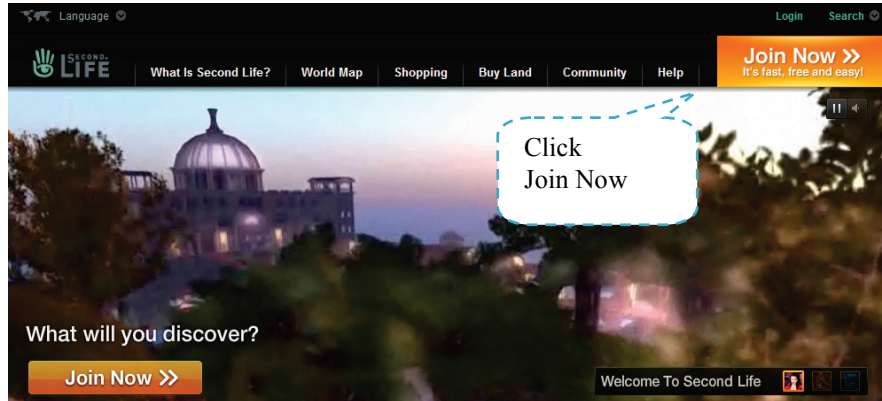 Language
Login Search
SECOND
LIFE
What Is Second Life? World Map Shopping Buy Land Community Help
Join Now >>
It's fast, free and easy!
Click
Join Now
What will you discover?
Join Now >>
Welcome To Second Life